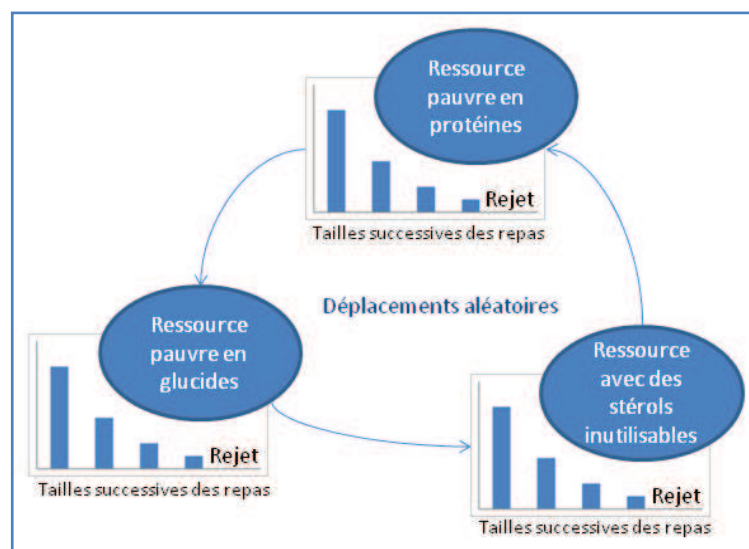 Ressource
pauvre en
protéines
Rejet
Tailles successives des repas
Déplacements aléatoires
Ressource
pauvre en
glucides
Rejet
Tailles successives des repas
Ressource
avec des
stérols
inutilisables
Rejet
Tailles successives des repas